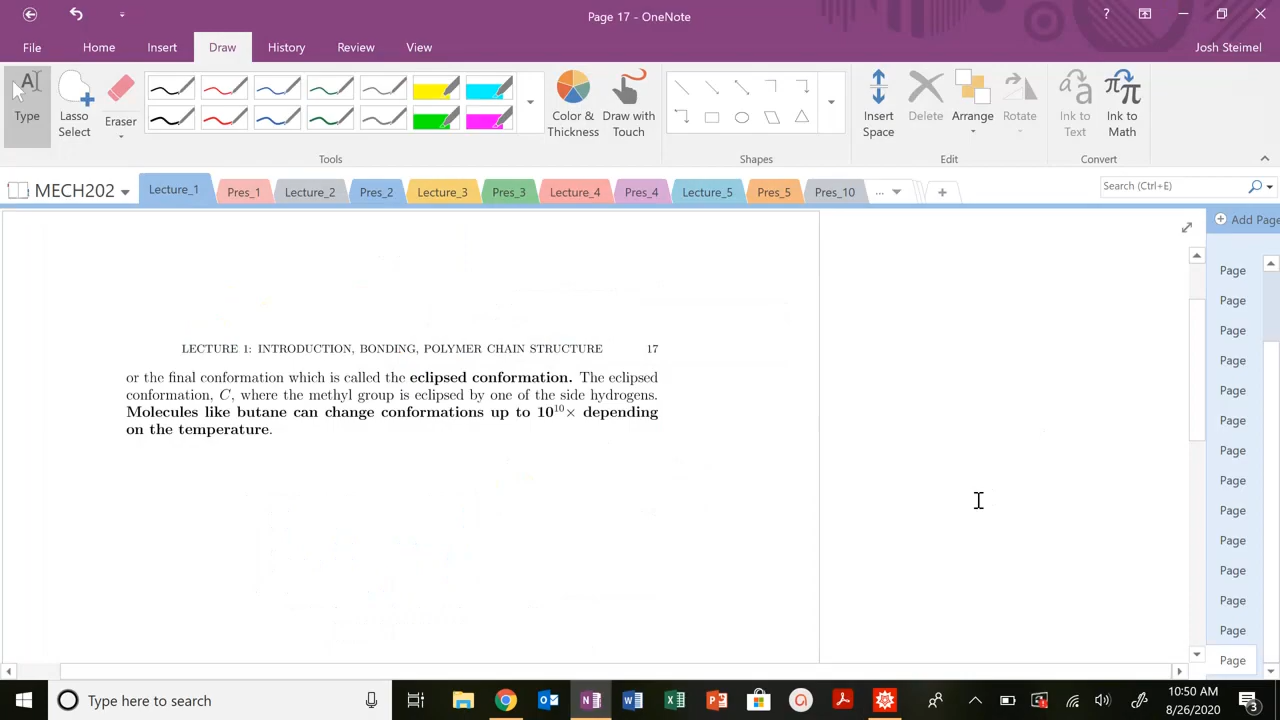 Page 17 - OneNote
?
File
Home
Insert
Draw
History
Review
View
Josh Steimel
Type
Lasso
Select
Eraser
Color &
Thickness
Draw with
Touch
Insert
Space
Delete
Arrange
Rotate
Ink to
Text
Ink to
Math
Tools
Shapes
Edit
Convert
MECH202
Lecture_1
Pres_1
Lecture_2
Pres_2
Lecture_3
Pres_3
Lecture_4
Pres_4
Lecture_5
Pres_5
Pres_10
...
Search (Ctrl+E)
Add Page
LECTURE 1: INTRODUCTION, BONDING, POLYMER CHAIN STRUCTURE 17
or the final conformation which is called the eclipsed conformation. The eclipsed
conformation, C, where the methyl group is eclipsed by one of the side hydrogens.
Molecules like butane can change conformations up to 10¹⁰× depending
on the temperature.
Page
Page
Page
Page
Page
Page
Page
Page
Page
Page
Page
Page
Page
Page
Type here to search
10:50 AM
8/26/2020
3